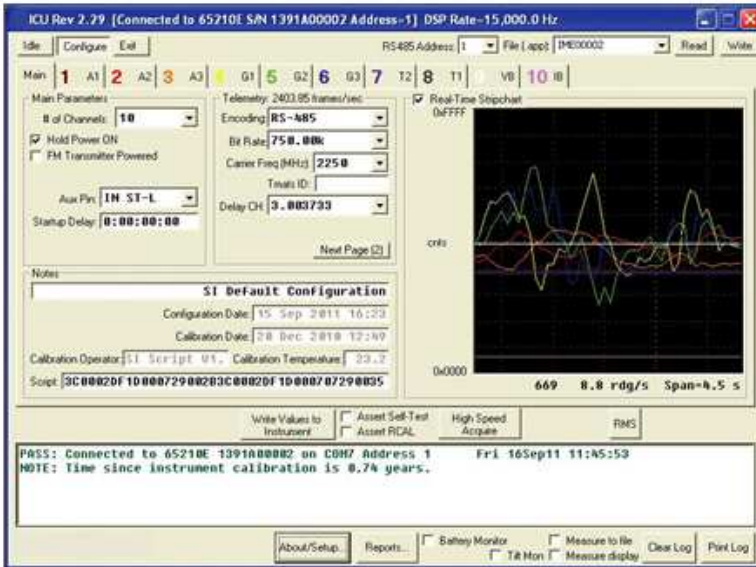 ICU Rev 2.29 [Connected to 65210E S/N 1391A00002 Address=1] DSP Rate=15,000.0 Hz
Idle Configure Exit RS485 Address: 1 File (.app): IME00002 Read Write
Main 1 A1 2 A2 3 A3 4 G1 5 G2 6 G3 7 T2 8 T1 VB 10 IB
Main Parameters
# of Channels: 10
Hold Power ON
FM Transmitter Powered
Aux Pin: IN ST-L
Startup Delay: 0:00:00:00
Telemetry: 2403.85 frames/sec
Encoding: RS-485
Bit Rate: 750.00k
Carrier Freq (MHz): 2250
Tmats ID:
Delay CH: 3.003733
Next Page (2)
Real-Time Stripchart
0xFFFF
cnts
0x0000
669 8.8 rdg/s Span=4.5 s
Notes
SI Default Configuration
Configuration Date: 15 Sep 2011 16:23
Calibration Date: 20 Dec 2010 12:49
Calibration Operator: SI Script V1. Calibration Temperature: 23.2
Script: 3C0002DF1D000729002B3C0002DF1D000707290035
Write Values to Instrument
Assert Self-Test
Assert RCAL
High Speed Acquire
RMS
PASS: Connected to 65210E 1391A00002 on COM7 Address 1 Fri 16Sep11 11:45:53
NOTE: Time since instrument calibration is 0.74 years.
About/Setup... Reports...
Battery Monitor
Tilt Mon
Measure to file
Measure display
Clear Log Print Log